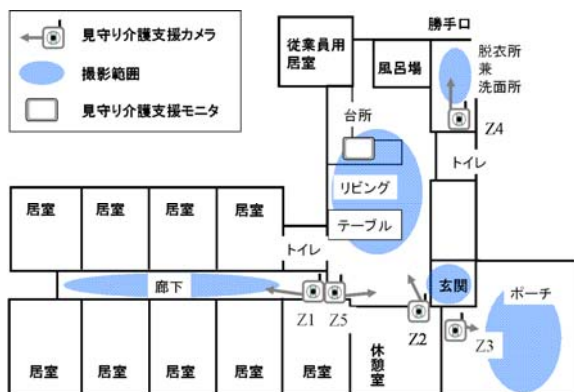 見守り介護支援カメラ
撮影範囲
見守り介護支援モニタ
従業員用
居室
風呂場
勝手口
脱衣所
兼
洗面所
Z4
台所
トイレ
リビング
テーブル
居室
居室
居室
居室
トイレ
廊下
玄関
ポーチ
Z1
Z5
Z2
Z3
居室
居室
居室
居室
居室
休憩室